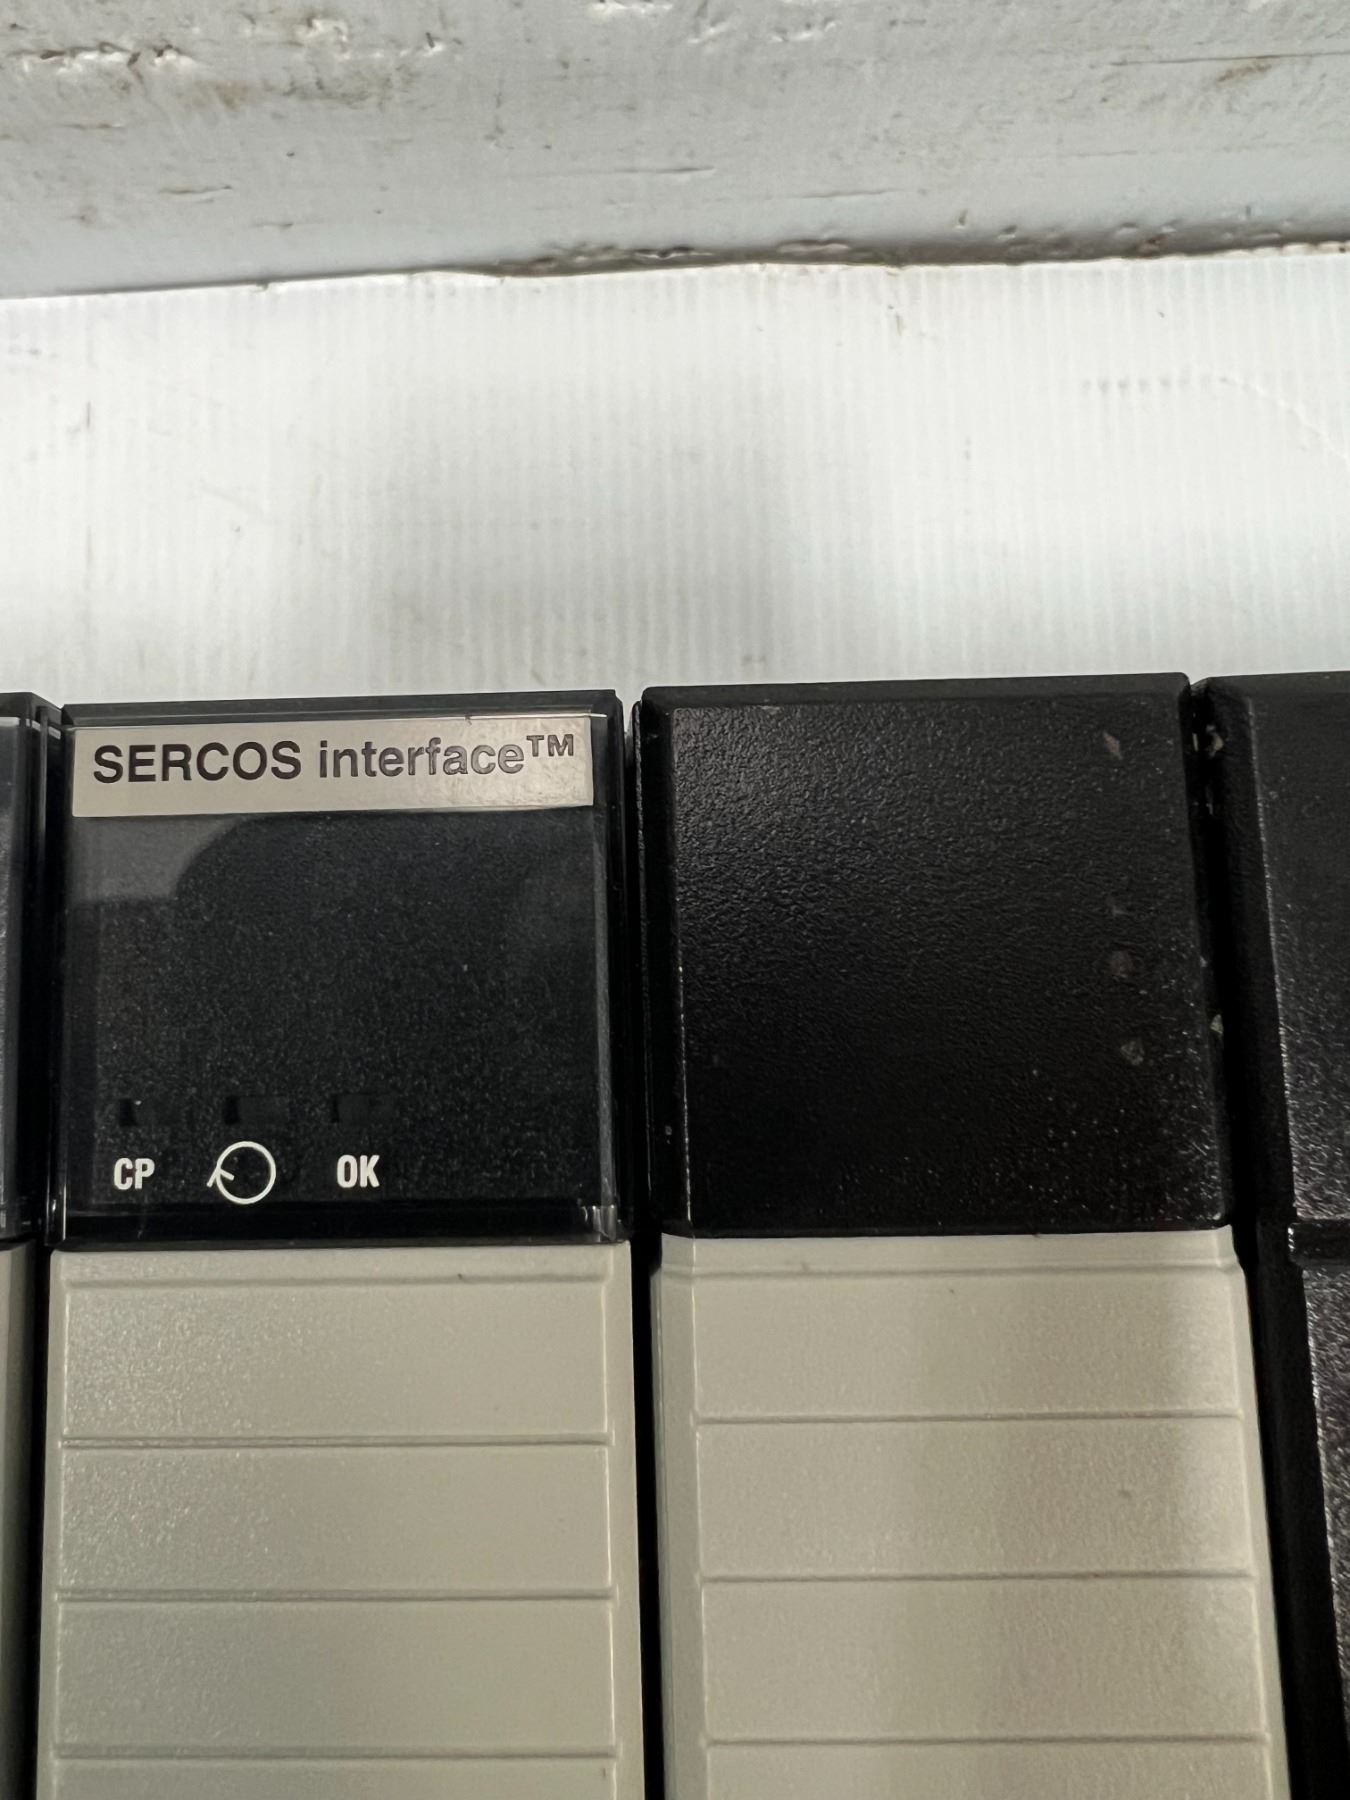 SERCOS interface™
CP OK